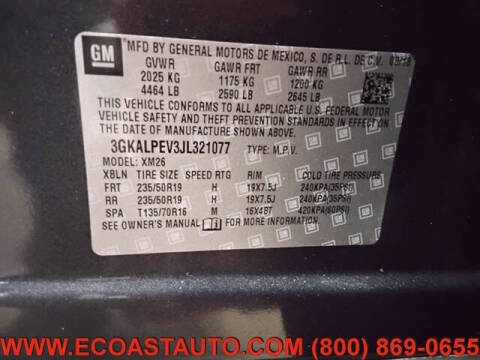 GM
MFD BY GENERAL MOTORS DE MEXICO, S. DE R.L. DE C.V. 03/18
GVWR GAWR FRT GAWR RR
2025 KG 1175 KG 1290 KG
4464 LB 2590 LB 2645 LB
THIS VEHICLE CONFORMS TO ALL APPLICABLE U.S. FEDERAL MOTOR
VEHICLE SAFETY, AND THEFT PREVENTION STANDARDS IN EFFECT ON
THE DATE OF MANUFACTURE SHOWN ABOVE.
3GKALPEV3JL321077 TYPE: M.P.V.
MODEL: XM26
XBLN TIRE SIZE SPEED RTG RIM COLD TIRE PRESSURE
FRT 235/50R19 H 19X7.5J 240KPA(35PSI)
RR 235/50R19 H 19X7.5J 240KPA(35PSI)
SPA T135/70R16 M 16X4BT 420KPA(60PSI)
SEE OWNER'S MANUAL FOR MORE INFORMATION.
WWW.ECOASTAUTO.COM (800) 869-0655